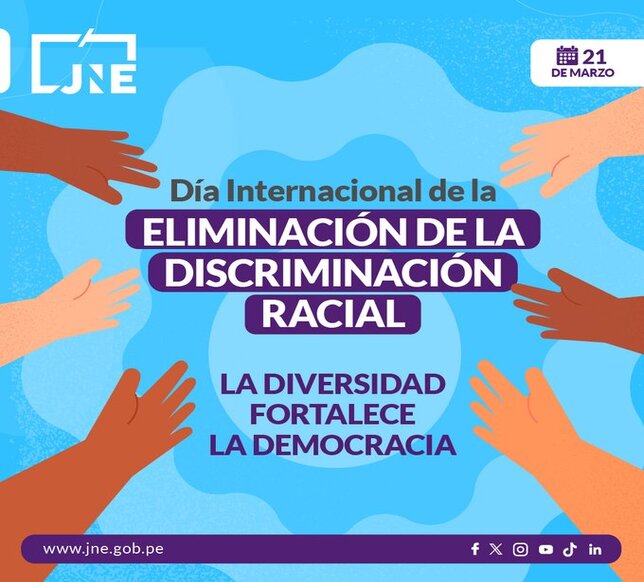 JNE
21
DE MARZO
Día Internacional de la
ELIMINACIÓN DE LA
DISCRIMINACIÓN
RACIAL
LA DIVERSIDAD
FORTALECE
LA DEMOCRACIA
www.jne.gob.pe